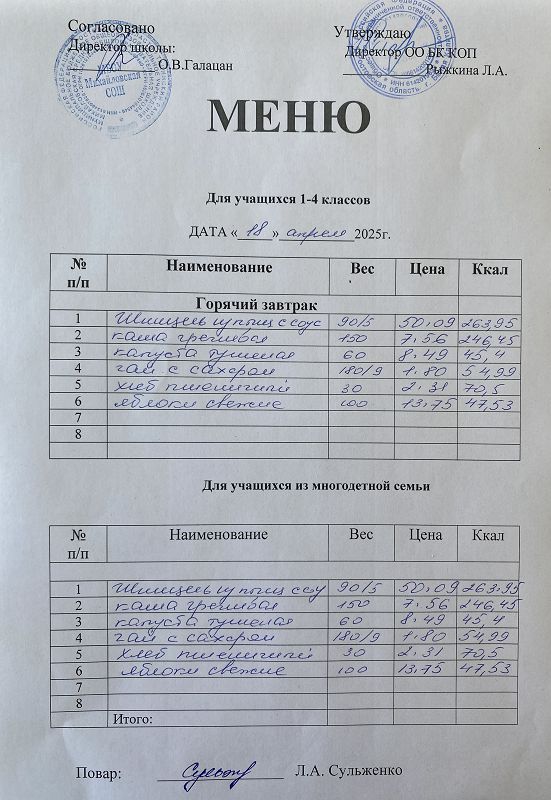 Согласовано Утверждаю
Директор школы: Директор ОО БК КОП
О.В.Галацан Рыжкина Л.А.
Михайловская
СОШ
МЕНЮ
Для учащихся 1-4 классов
ДАТА «18» апреля 2025г.
№ п/п Наименование Вес Цена Ккал
Горячий завтрак
1 Шницель из птиц с соус 90/5 50.09 263,95
2 каша гречневая 150 7.56 246,45
3 капуста тушеная 60 8.49 45,4
4 чай с сахаром 180/9 1.80 54,99
5 хлеб пшеничный 30 2.31 70,5
6 яблоки свежие 100 13.75 47,53
7
8
Для учащихся из многодетной семьи
№ п/п Наименование Вес Цена Ккал
1 Шницель из птиц с соу 90/5 50.09 263.95
2 каша гречневая 150 7.56 246,45
3 капуста тушеная 60 8.49 45,4
4 чай с сахаром 180/9 1.80 54,99
5 хлеб пшеничный 30 2.31 70,5
6 яблоки свежие 100 13.75 47,53
7
8
Итого:
Повар: Л.А. Сульженко